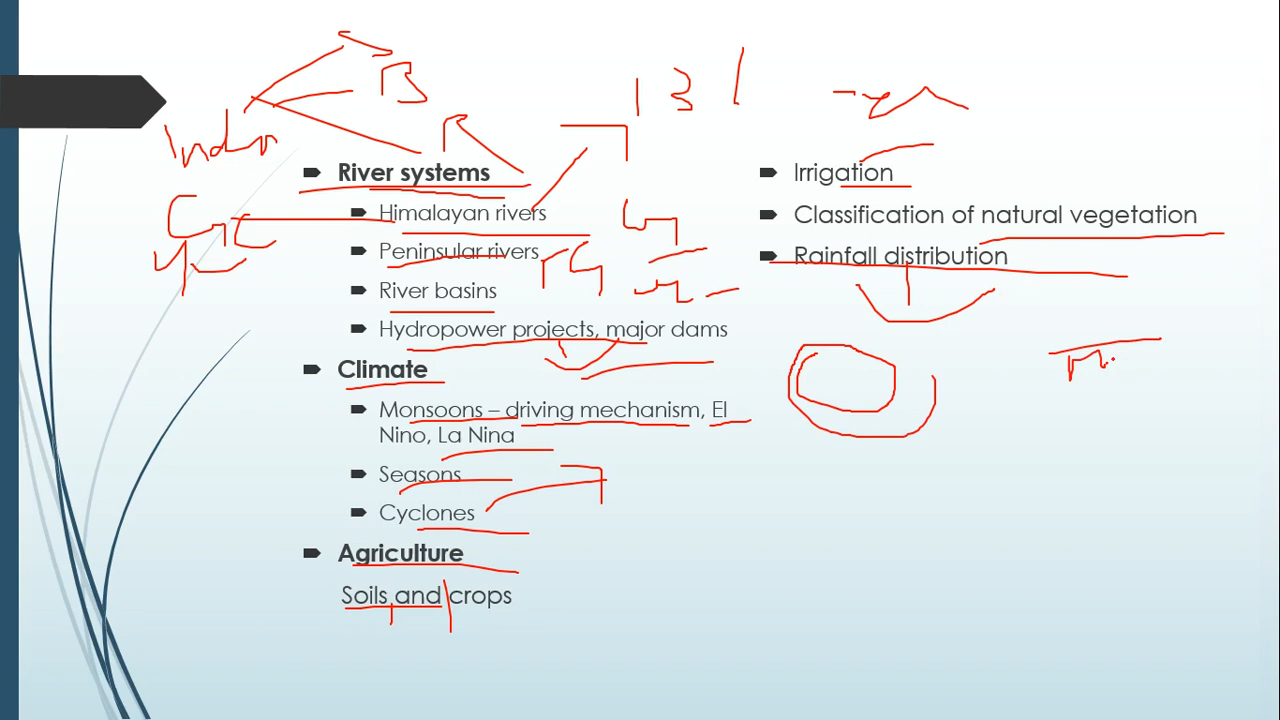 River systems
Himalayan rivers
Peninsular rivers
River basins
Hydropower projects, major dams
Climate
Monsoons – driving mechanism, El
Nino, La Nina
Seasons
Cyclones
Agriculture
Soils and crops
Irrigation
Classification of natural vegetation
Rainfall distribution